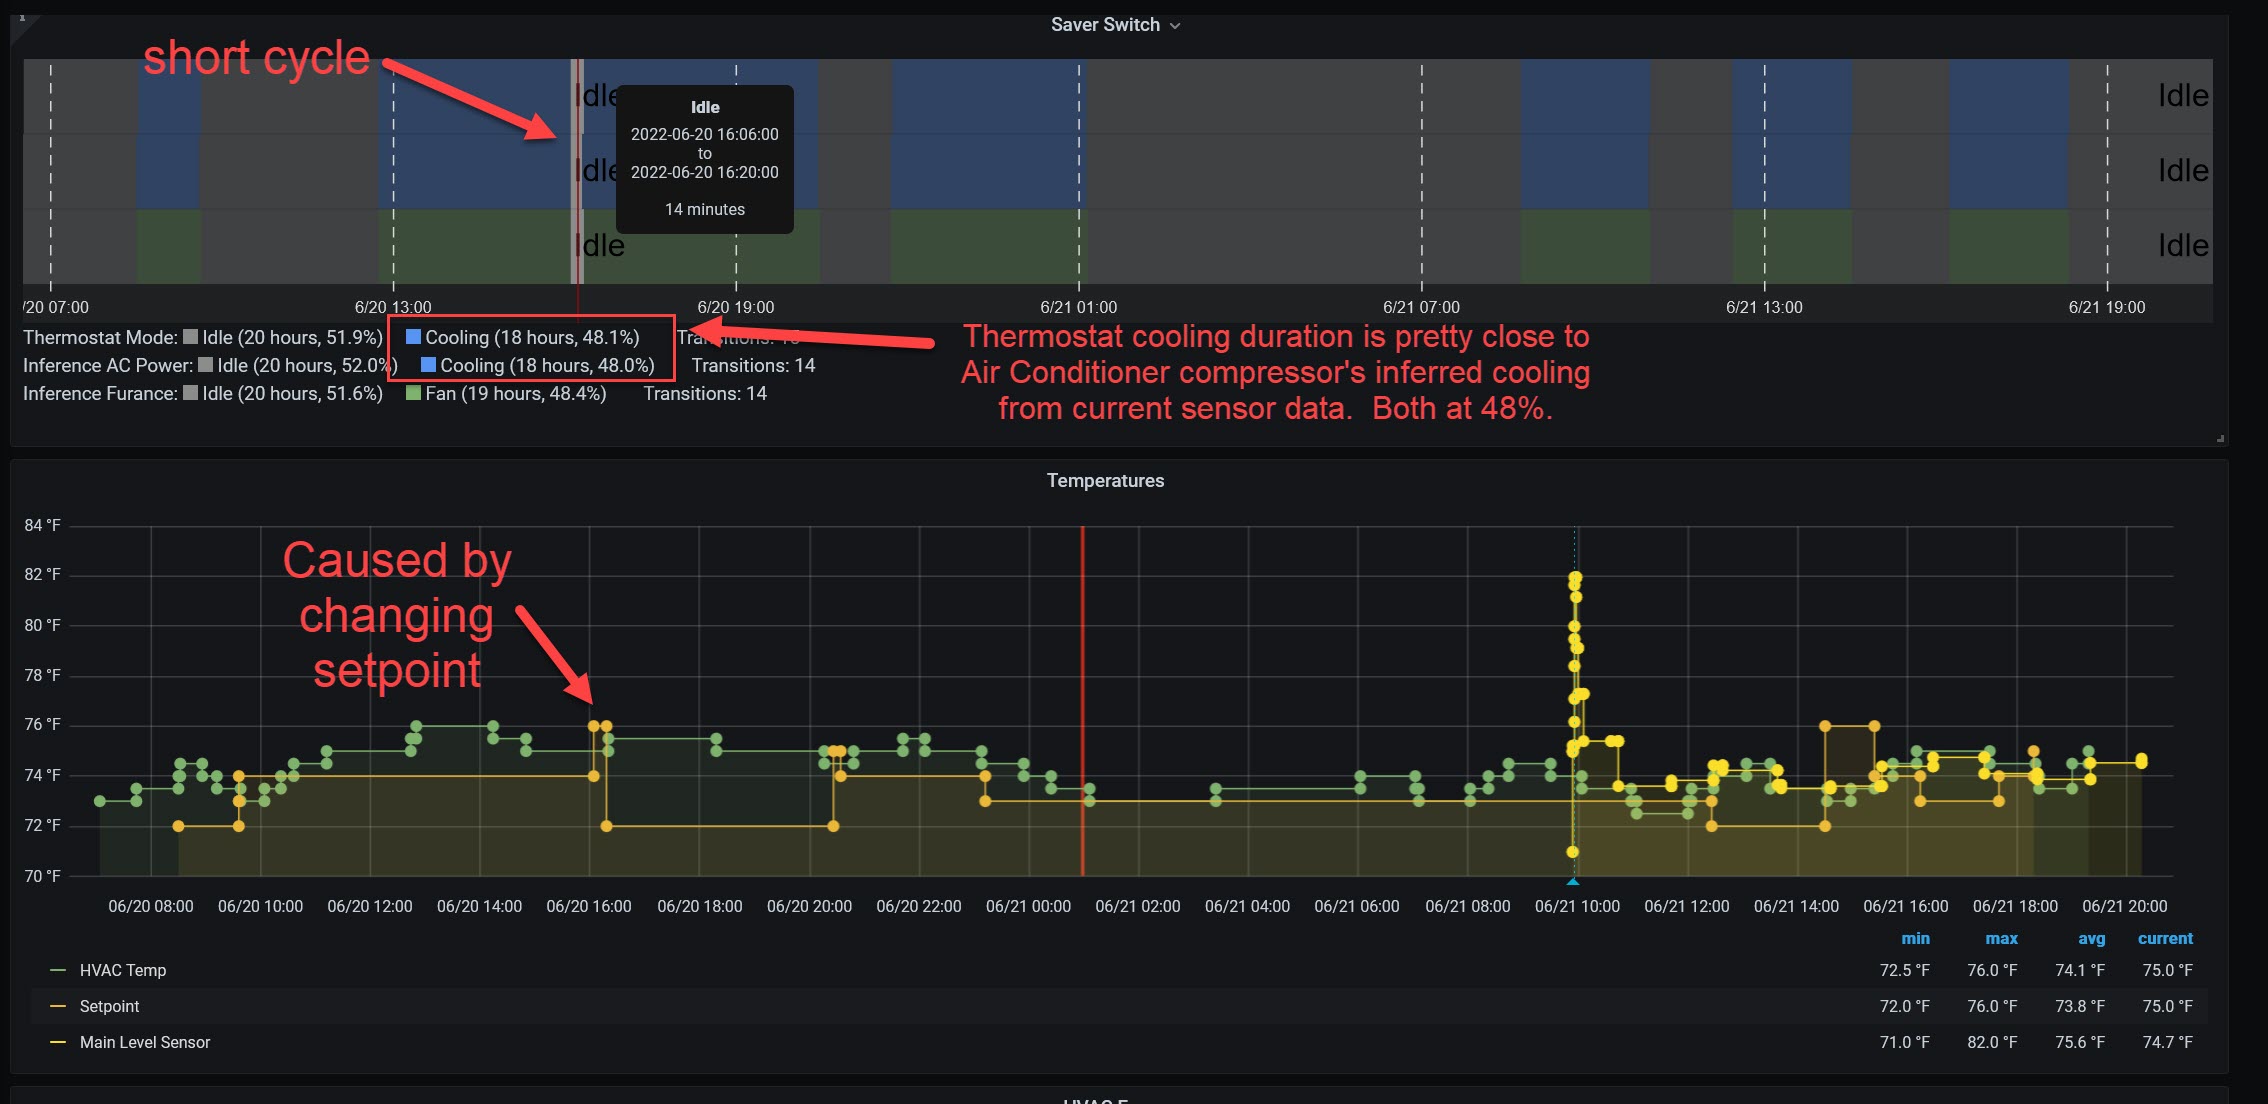 Saver Switch
short cycle
Idle
Idle
Idle
2022-06-20 16:06:00
to
2022-06-20 16:20:00
14 minutes
Idle
Idle
Idle
Idle
Idle
/20 07:00 6/20 13:00 6/20 19:00 6/21 01:00 6/21 07:00 6/21 13:00 6/21 19:00
Thermostat Mode: Idle (20 hours, 51.9%) Cooling (18 hours, 48.1%)
Inference AC Power: Idle (20 hours, 52.0%) Cooling (18 hours, 48.0%) Transitions: 14
Inference Furance: Idle (20 hours, 51.6%) Fan (19 hours, 48.4%) Transitions: 14
Thermostat cooling duration is pretty close to
Air Conditioner compressor's inferred cooling
from current sensor data. Both at 48%.
Temperatures
84 °F
82 °F
80 °F
78 °F
76 °F
74 °F
72 °F
70 °F
Caused by
changing
setpoint
06/20 08:00 06/20 10:00 06/20 12:00 06/20 14:00 06/20 16:00 06/20 18:00 06/20 20:00 06/20 22:00 06/21 00:00 06/21 02:00 06/21 04:00 06/21 06:00 06/21 08:00 06/21 10:00 06/21 12:00 06/21 14:00 06/21 16:00 06/21 18:00 06/21 20:00
min max avg current
HVAC Temp 72.5 °F 76.0 °F 74.1 °F 75.0 °F
Setpoint 72.0 °F 76.0 °F 73.8 °F 75.0 °F
Main Level Sensor 71.0 °F 82.0 °F 75.6 °F 74.7 °F